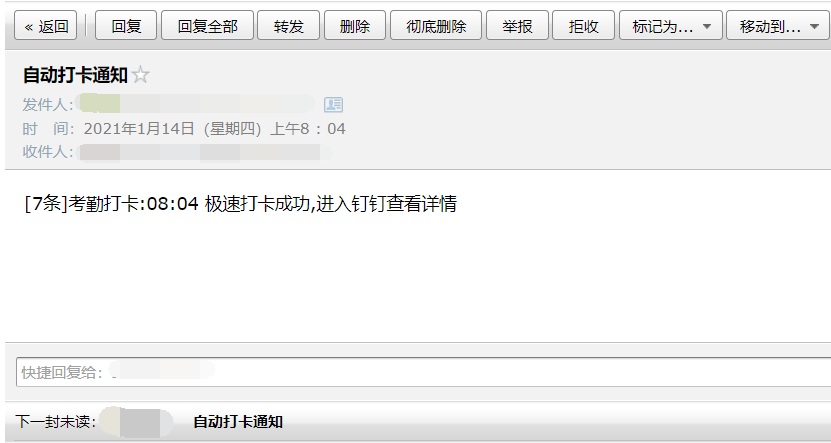 « 返回 回复 回复全部 转发 删除 彻底删除 举报 拒收 标记为... 移动到...
自动打卡通知
发件人:
时 间: 2021年1月14日 (星期四) 上午8 : 04
收件人:
[7条]考勤打卡:08:04 极速打卡成功,进入钉钉查看详情
快捷回复给:
下一封未读: 自动打卡通知